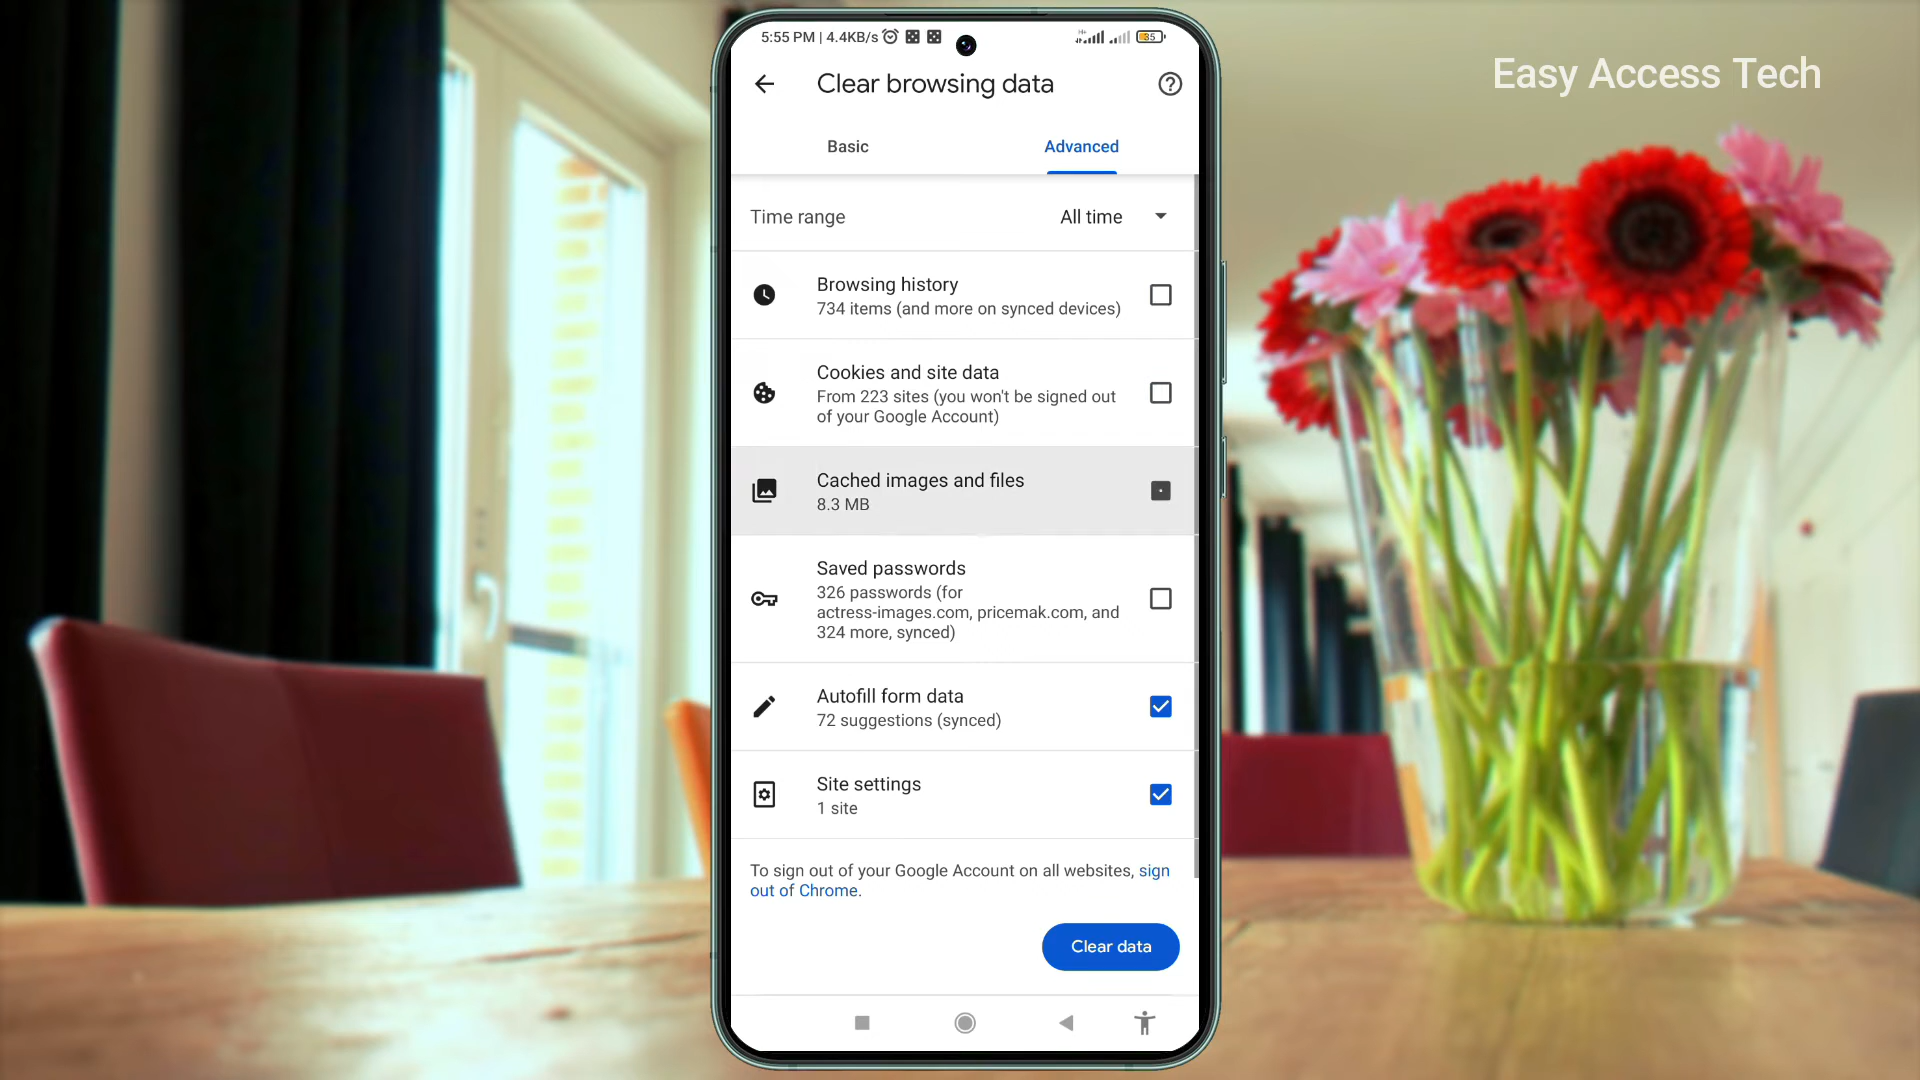 5:55 PM | 4.4KB/s
35
Easy Access Tech
Clear browsing data
Basic
Advanced
Time range
All time
Browsing history
734 items (and more on synced devices)
Cookies and site data
From 223 sites (you won't be signed out
of your Google Account)
Cached images and files
8.3 MB
Saved passwords
326 passwords (for
actress-images.com, pricemak.com, and
324 more, synced)
Autofill form data
72 suggestions (synced)
Site settings
1 site
To sign out of your Google Account on all websites, sign
out of Chrome.
Clear data